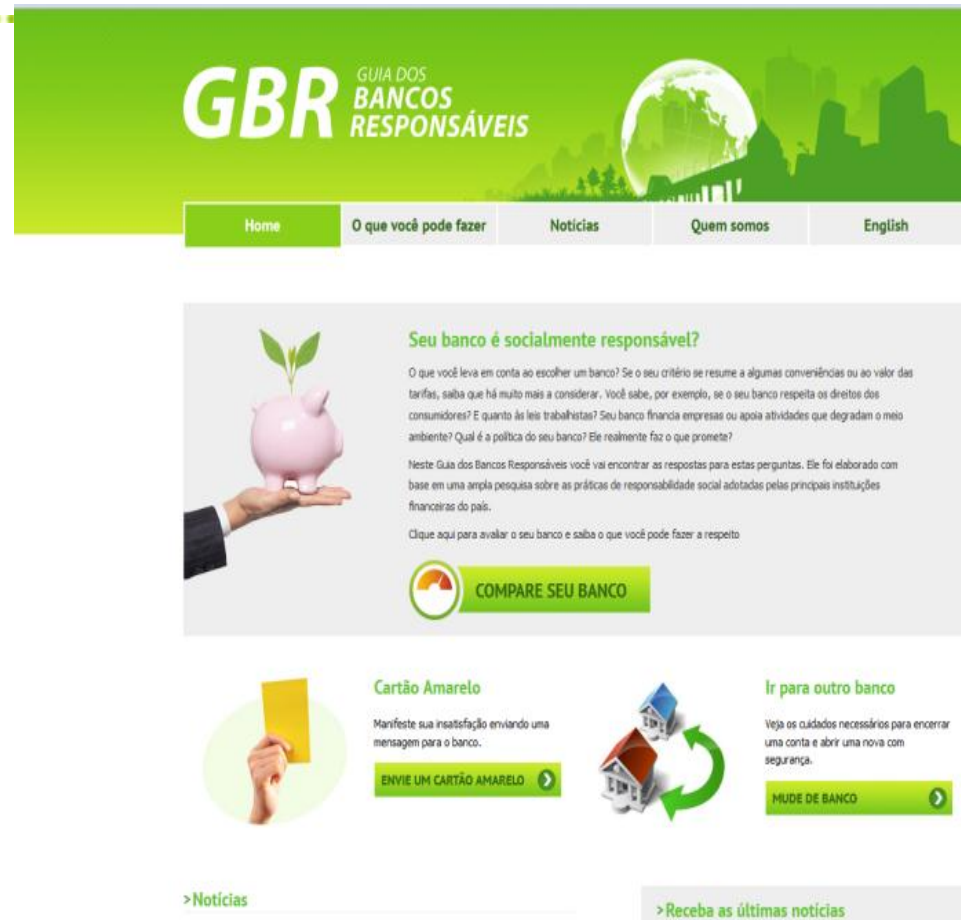 GBR
GUIA DOS
BANCOS
RESPONSÁVEIS
Home
O que você pode fazer
Notícias
Quem somos
English
Seu banco é socialmente responsável?
O que você leva em conta ao escolher um banco? Se o seu critério se resume a algumas conveniências ou ao valor das
tarifas, saiba que há muito mais a considerar. Você sabe, por exemplo, se o seu banco respeita os direitos dos
consumidores? E quanto às leis trabalhistas? Seu banco financia empresas ou apoia atividades que degradam o meio
ambiente? Qual é a política do seu banco? Ele realmente faz o que promete?
Neste Guia dos Bancos Responsáveis você vai encontrar as respostas para estas perguntas. Ele foi elaborado com
base em uma ampla pesquisa sobre as práticas de responsabilidade social adotadas pelas principais instituições
financeiras do país.
Clique aqui para avaliar o seu banco e saiba o que você pode fazer a respeito
COMPARE SEU BANCO
Cartão Amarelo
Manifeste sua insatisfação enviando uma
mensagem para o banco.
ENVIE UM CARTÃO AMARELO
Ir para outro banco
Veja os cuidados necessários para encerrar
uma conta e abrir uma nova com
segurança.
MUDE DE BANCO
>Notícias
>Receba as últimas notícias